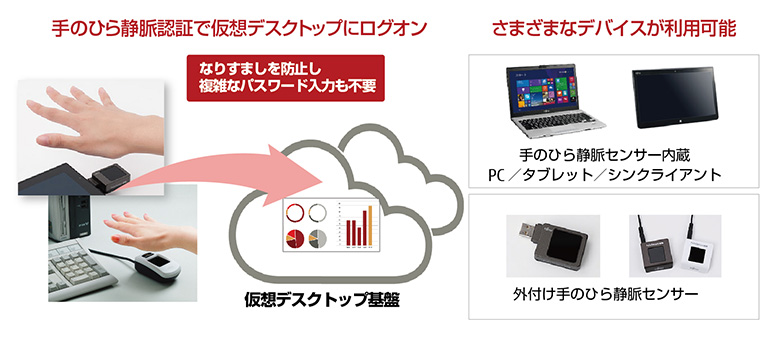 手のひら静脈認証で仮想デスクトップにログオン
なりすましを防止し
複雑なパスワード入力も不要
仮想デスクトップ基盤
さまざまなデバイスが利用可能
手のひら静脈センサー内蔵
PC／タブレット／シンクライアント
外付け手のひら静脈センサー